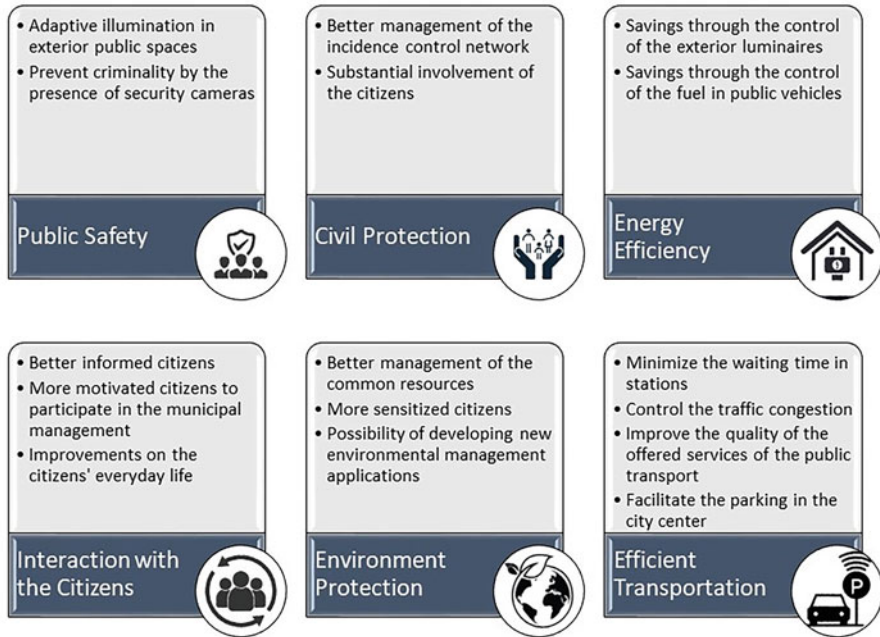 • Adaptive illumination in
exterior public spaces
• Prevent criminality by the
presence of security cameras
Public Safety
• Better management of the
incidence control network
• Substantial involvement of
the citizens
Civil Protection
• Savings through the control
of the exterior luminaires
• Savings through the control
of the fuel in public vehicles
Energy
Efficiency
• Better informed citizens
• More motivated citizens to
participate in the municipal
management
• Improvements on the
citizens' everyday life
Interaction with
the Citizens
• Better management of the
common resources
• More sensitized citizens
• Possibility of developing new
environmental management
applications
Environment
Protection
• Minimize the waiting time in
stations
• Control the traffic congestion
• Improve the quality of the
offered services of the public
transport
• Facilitate the parking in the
city center
Efficient
Transportation
P